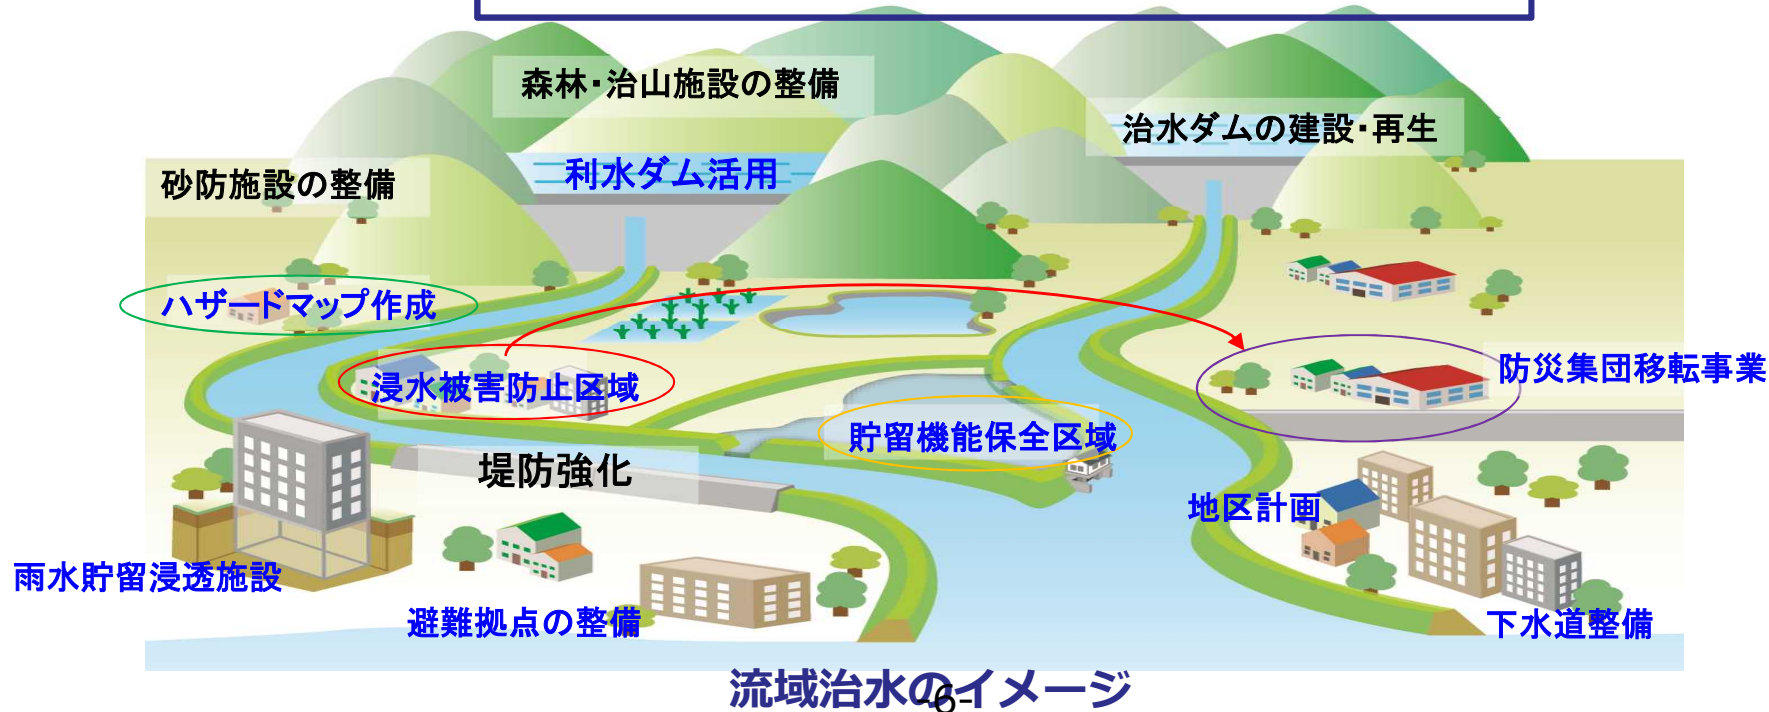 森林・治山施設の整備
治水ダムの建設・再生
利水ダム活用
砂防施設の整備
ハザードマップ作成
浸水被害防止区域
防災集団移転事業
貯留機能保全区域
堤防強化
地区計画
雨水貯留浸透施設
避難拠点の整備
下水道整備
流域治水のイメージ
-6-